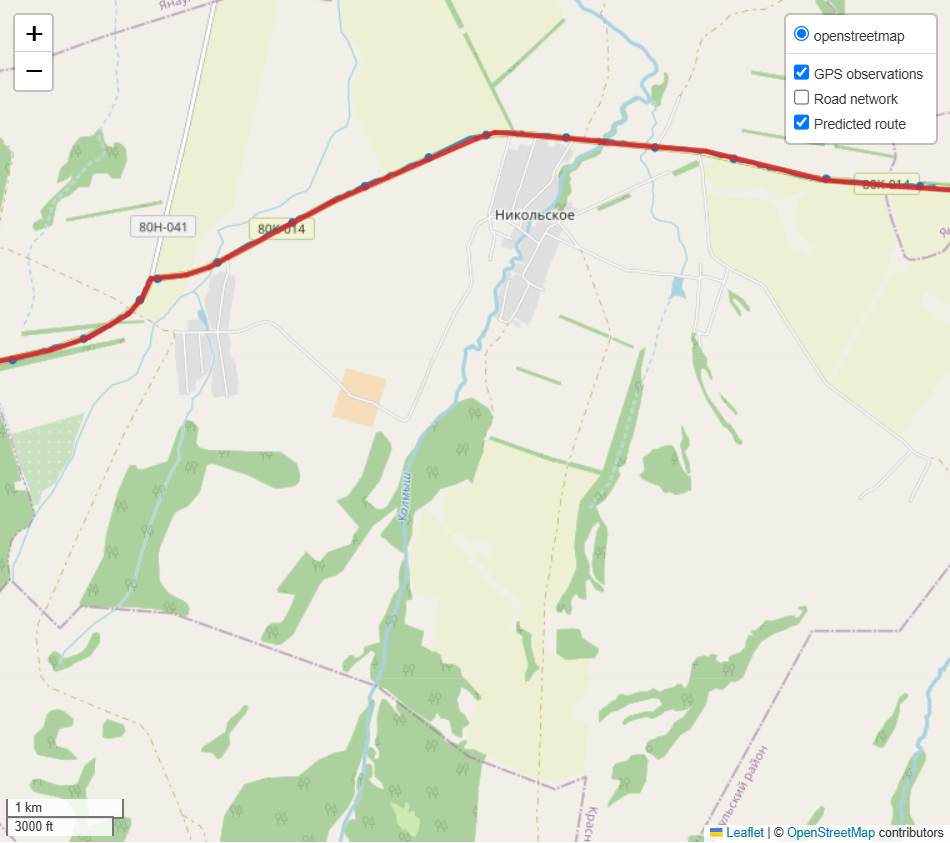 +
−
openstreetmap
GPS observations
Road network
Predicted route
80К-014
80Н-041
80К-014
Никольское
Калмыш
1 km
3000 ft
Leaflet | © OpenStreetMap contributors